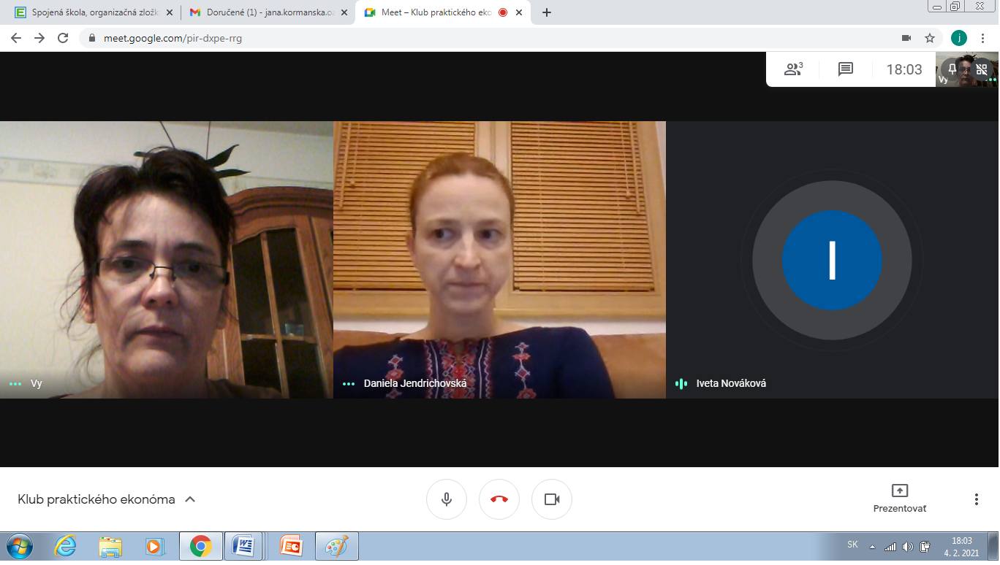 Spojená škola, organizačná zložk
Doručené (1) - jana.kormanska.oa
Meet – Klub praktického eko
meet.google.com/pir-dxpe-rrg
j
3
18:03
Vy
I
Vy
Daniela Jendrichovská
Iveta Nováková
Klub praktického ekonóma
Prezentovať
SK
18:03
4. 2. 2021